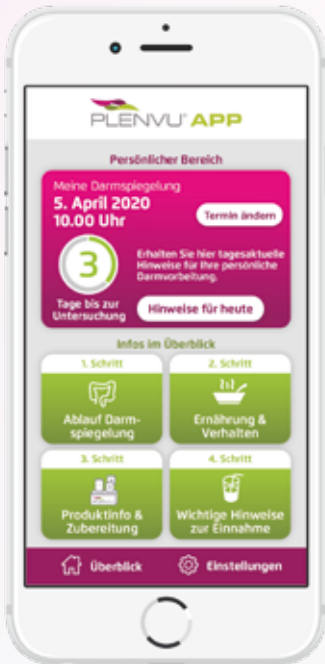 PLENVU® APP
Persönlicher Bereich
Meine Darmspiegelung
5. April 2020
10.00 Uhr
Termin ändern
3
Erhalten Sie hier tagesaktuelle
Hinweise für Ihre persönliche
Darmvorbeitung.
Tage bis zur
Untersuchung
Hinweise für heute
Infos im Überblick
1. Schritt
Ablauf Darm-
spiegelung
2. Schritt
Ernährung &
Verhalten
3. Schritt
Produktinfo &
Zubereitung
4. Schritt
Wichtige Hinweise
zur Einnahme
Überblick
Einstellungen